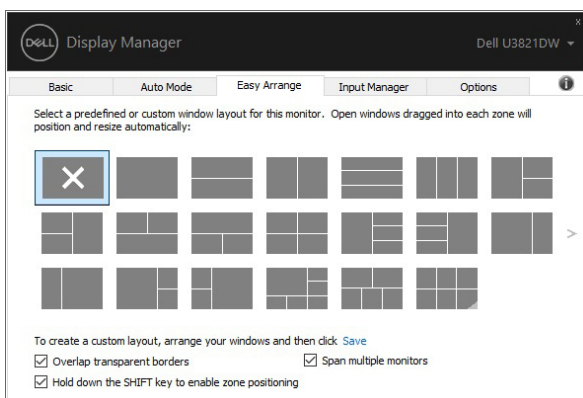 DELL Display Manager
Dell U3821DW
Basic Auto Mode Easy Arrange Input Manager Options
Select a predefined or custom window layout for this monitor. Open windows dragged into each zone will
position and resize automatically:
To create a custom layout, arrange your windows and then click Save
Overlap transparent borders
Span multiple monitors
Hold down the SHIFT key to enable zone positioning